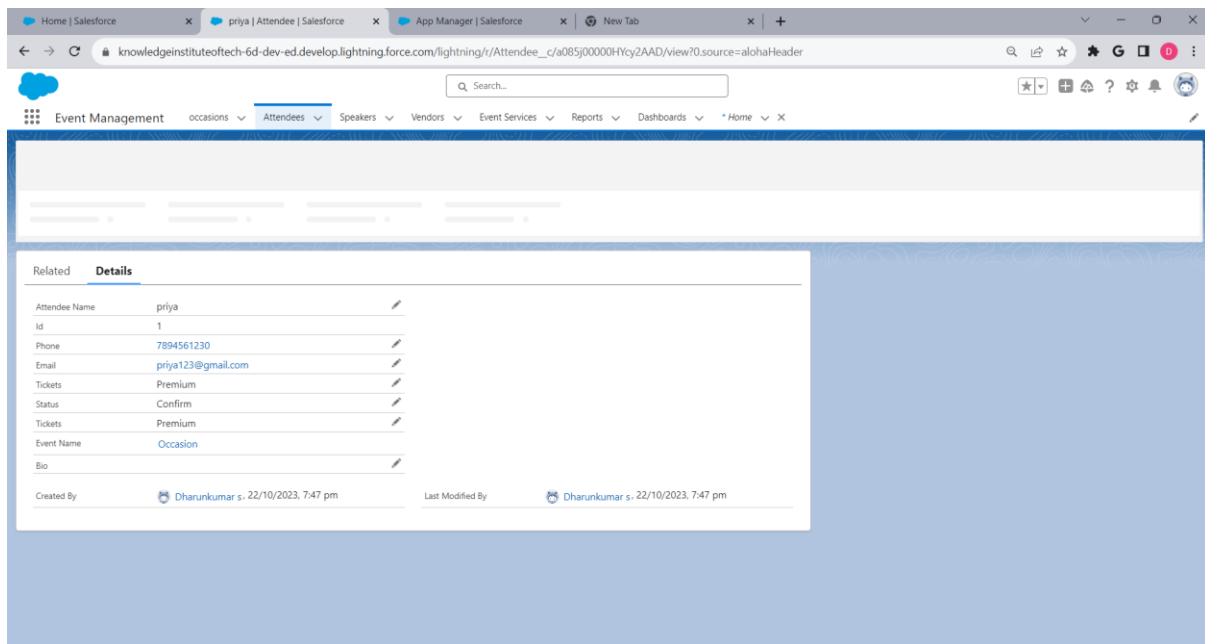 Home | Salesforce
priya | Attendee | Salesforce
App Manager | Salesforce
New Tab
knowledgeinstituteoftech-6d-dev-ed.develop.lightning.force.com/lightning/r/Attendee__c/a085j00000HYcy2AAD/view?0.source=alohaHeader
G
D
Search...
Event Management
occasions
Attendees
Speakers
Vendors
Event Services
Reports
Dashboards
* Home
Related
Details
Attendee Name priya
Id 1
Phone 7894561230
Email priya123@gmail.com
Tickets Premium
Status Confirm
Tickets Premium
Event Name Occasion
Bio
Created By Dharunkumar s, 22/10/2023, 7:47 pm Last Modified By Dharunkumar s, 22/10/2023, 7:47 pm